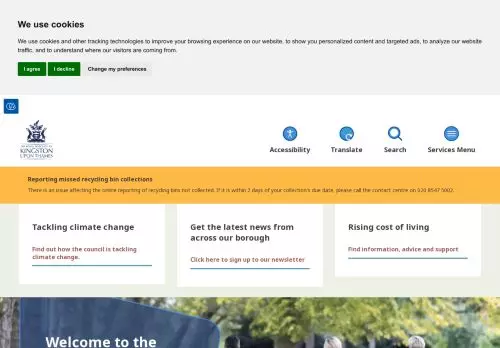 We use cookies
We use cookies and other tracking technologies to improve your browsing experience on our website, to show you personalized content and targeted ads, to analyze our website
traffic, and to understand where our visitors are coming from.
I agree I decline Change my preferences
KINGSTON
UPON THAMES
Accessibility Translate Search Services Menu
Reporting missed recycling bin collections
There is an issue affecting the online reporting of recycling bins not collected. If it is within 2 days of your collection's due date, please call the contact centre on 020 8547 5002.
Tackling climate change
Find out how the council is tackling
climate change.
Get the latest news from
across our borough
Click here to sign up to our newsletter
Rising cost of living
Find information, advice and support
Welcome to the